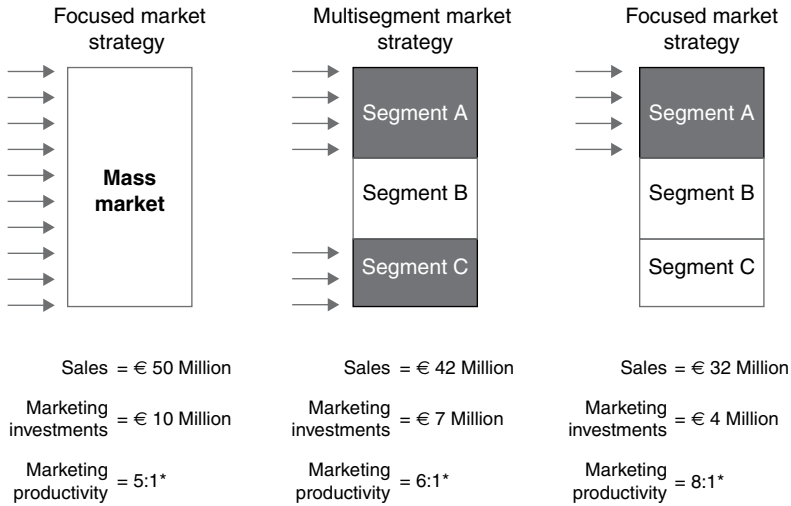 Focused market
strategy
Mass
market
Sales = € 50 Million
Marketing
investments = € 10 Million
Marketing
productivity = 5:1*
Multisegment market
strategy
Segment A
Segment B
Segment C
Sales = € 42 Million
Marketing
investments = € 7 Million
Marketing
productivity = 6:1*
Focused market
strategy
Segment A
Segment B
Segment C
Sales = € 32 Million
Marketing
investments = € 4 Million
Marketing
productivity = 8:1*